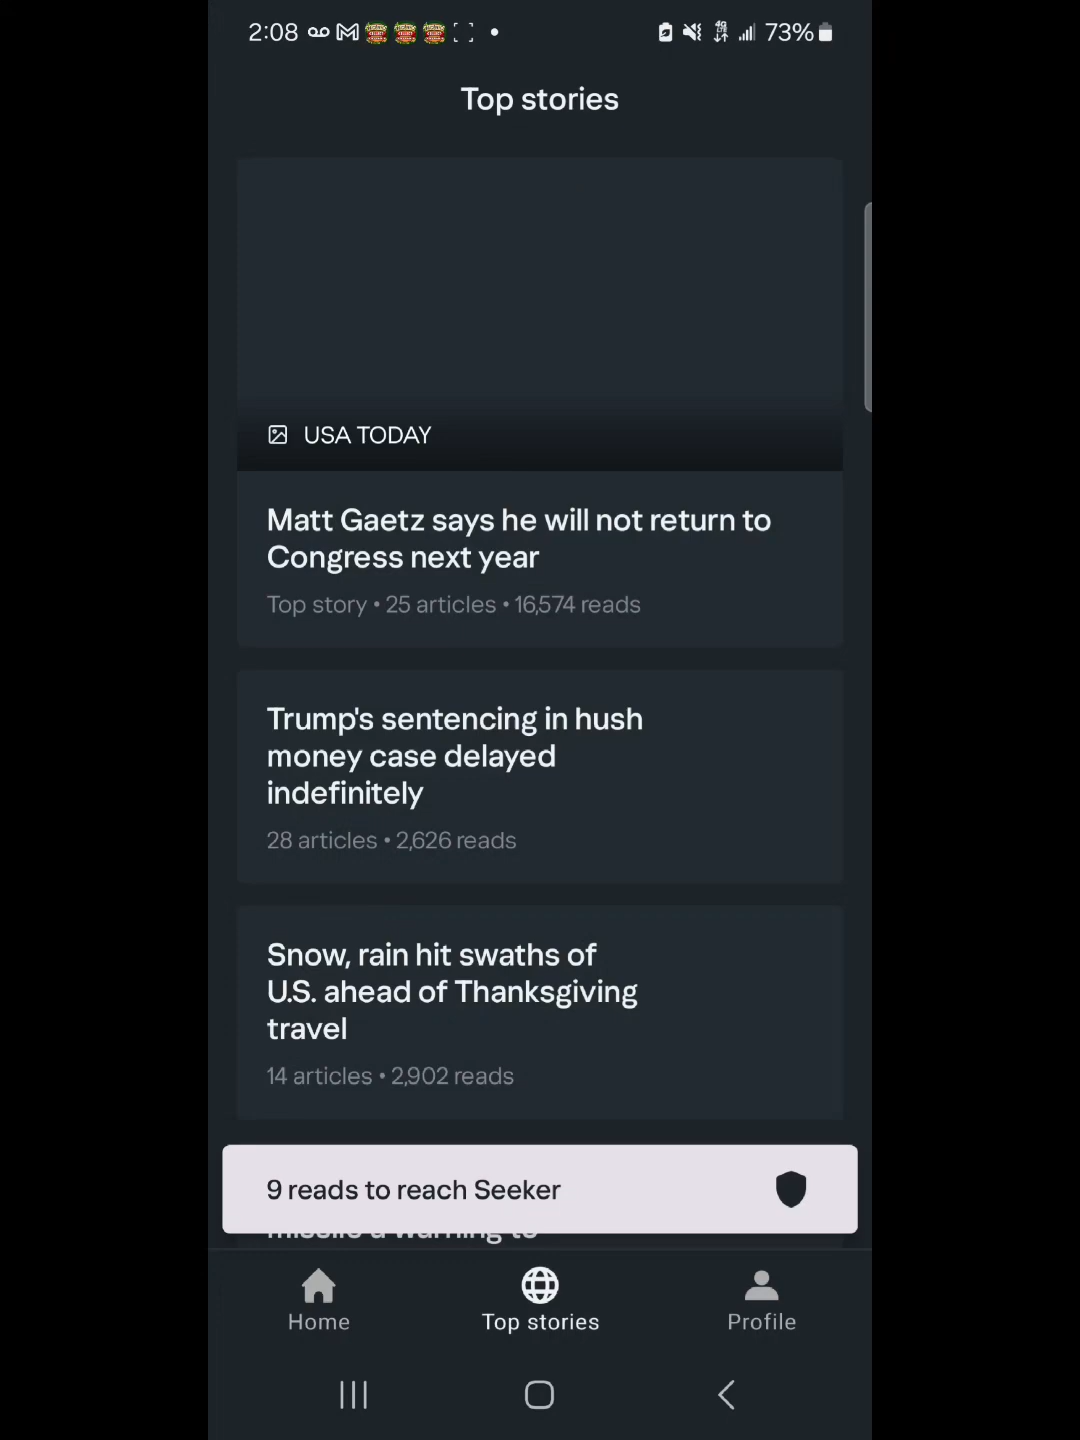 2:08 73%
Top stories
USA TODAY
Matt Gaetz says he will not return to
Congress next year
Top story • 25 articles • 16,574 reads
Trump's sentencing in hush
money case delayed
indefinitely
28 articles • 2,626 reads
Snow, rain hit swaths of
U.S. ahead of Thanksgiving
travel
14 articles • 2,902 reads
9 reads to reach Seeker
missile a warning to
Home Top stories Profile